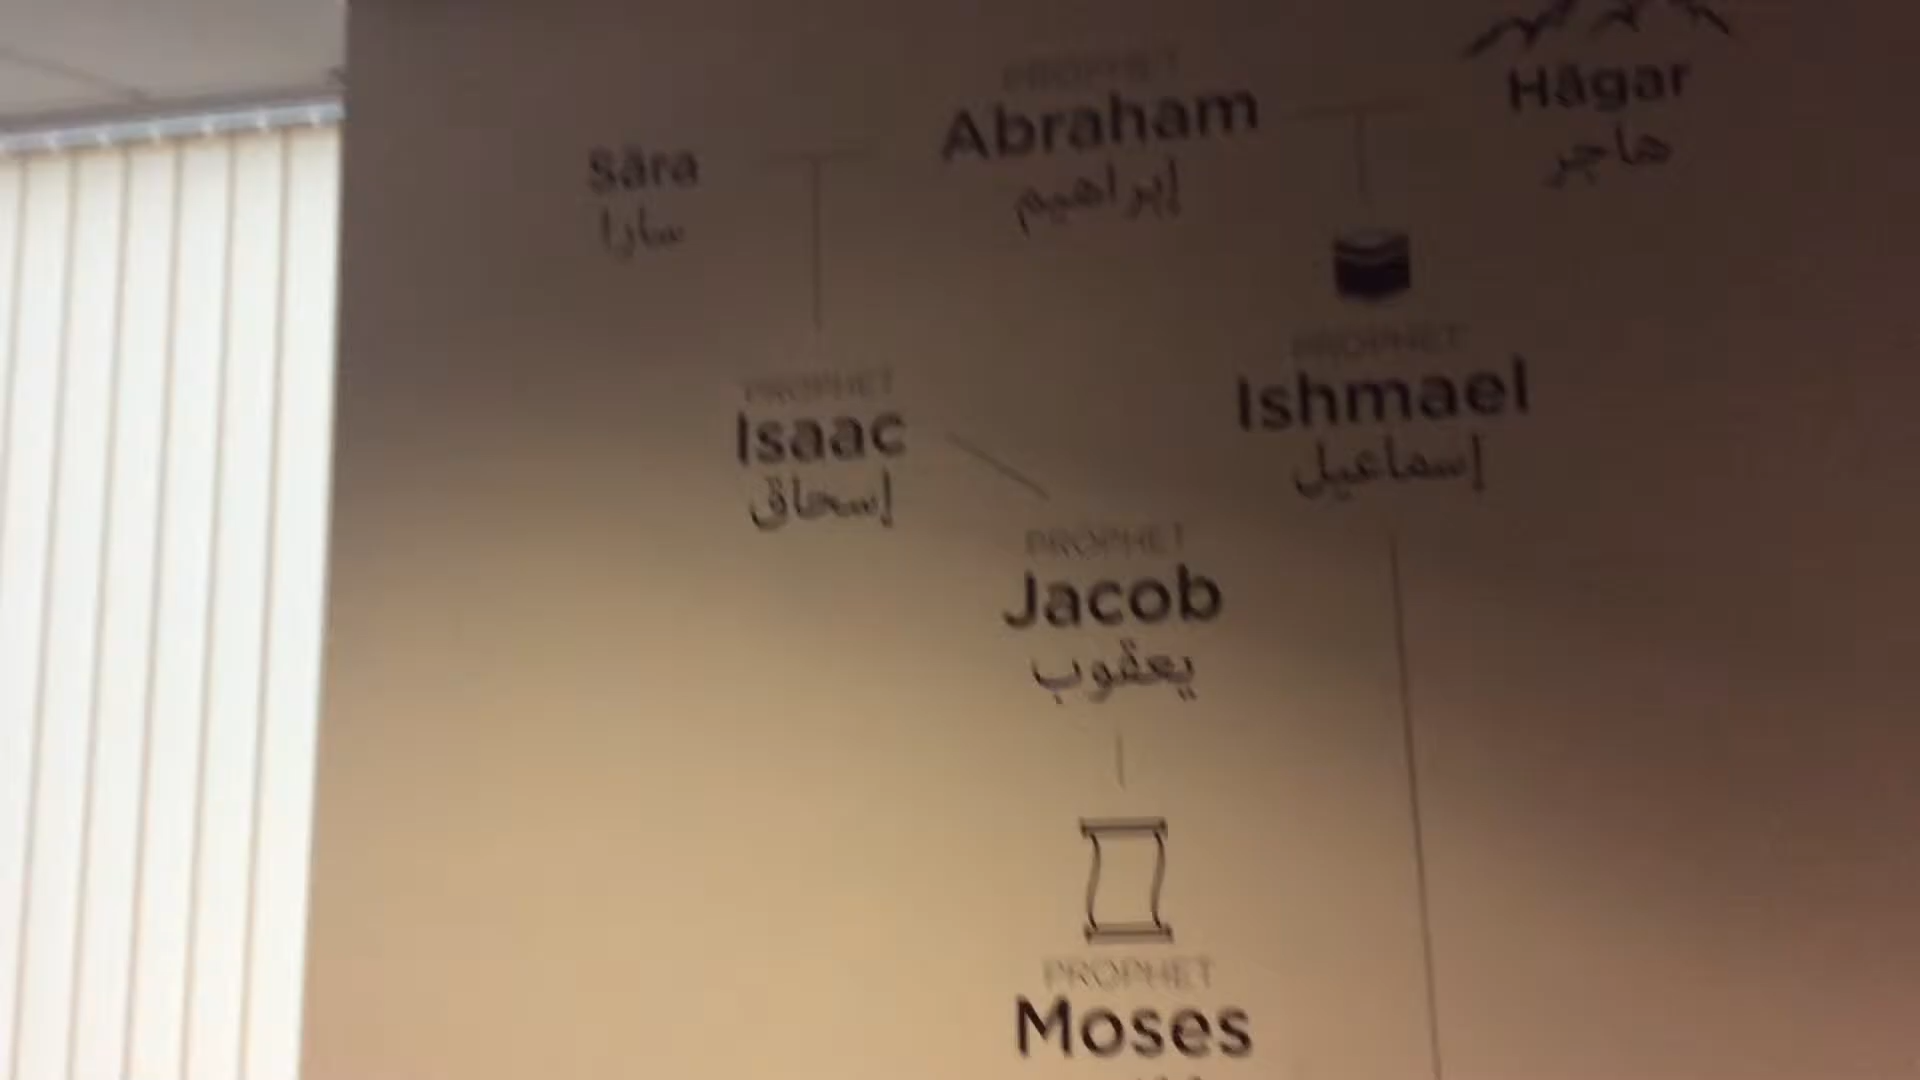 PROPHET
Abraham
إبراهيم
Hāgar
هاجر
Sāra
سارا
PROPHET
Isaac
إسحاق
PROPHET
Ishmael
إسماعيل
PROPHET
Jacob
يعقوب
PROPHET
Moses